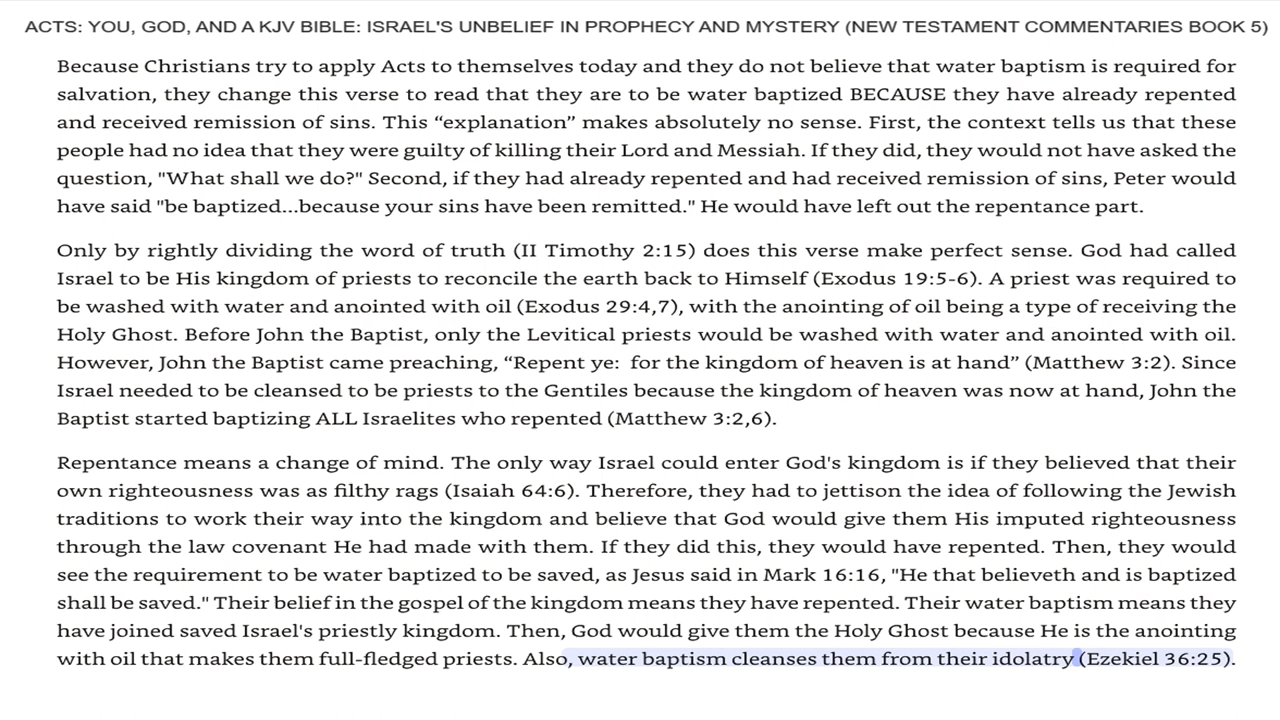 ACTS: YOU, GOD, AND A KJV BIBLE: ISRAEL'S UNBELIEF IN PROPHECY AND MYSTERY (NEW TESTAMENT COMMENTARIES BOOK 5)
Because Christians try to apply Acts to themselves today and they do not believe that water baptism is required for
salvation, they change this verse to read that they are to be water baptized BECAUSE they have already repented
and received remission of sins. This “explanation” makes absolutely no sense. First, the context tells us that these
people had no idea that they were guilty of killing their Lord and Messiah. If they did, they would not have asked the
question, "What shall we do?" Second, if they had already repented and had received remission of sins, Peter would
have said "be baptized...because your sins have been remitted." He would have left out the repentance part.
Only by rightly dividing the word of truth (II Timothy 2:15) does this verse make perfect sense. God had called
Israel to be His kingdom of priests to reconcile the earth back to Himself (Exodus 19:5-6). A priest was required to
be washed with water and anointed with oil (Exodus 29:4,7), with the anointing of oil being a type of receiving the
Holy Ghost. Before John the Baptist, only the Levitical priests would be washed with water and anointed with oil.
However, John the Baptist came preaching, “Repent ye: for the kingdom of heaven is at hand” (Matthew 3:2). Since
Israel needed to be cleansed to be priests to the Gentiles because the kingdom of heaven was now at hand, John the
Baptist started baptizing ALL Israelites who repented (Matthew 3:2,6).
Repentance means a change of mind. The only way Israel could enter God's kingdom is if they believed that their
own righteousness was as filthy rags (Isaiah 64:6). Therefore, they had to jettison the idea of following the Jewish
traditions to work their way into the kingdom and believe that God would give them His imputed righteousness
through the law covenant He had made with them. If they did this, they would have repented. Then, they would
see the requirement to be water baptized to be saved, as Jesus said in Mark 16:16, "He that believeth and is baptized
shall be saved." Their belief in the gospel of the kingdom means they have repented. Their water baptism means they
have joined saved Israel's priestly kingdom. Then, God would give them the Holy Ghost because He is the anointing
with oil that makes them full-fledged priests. Also, water baptism cleanses them from their idolatry (Ezekiel 36:25).